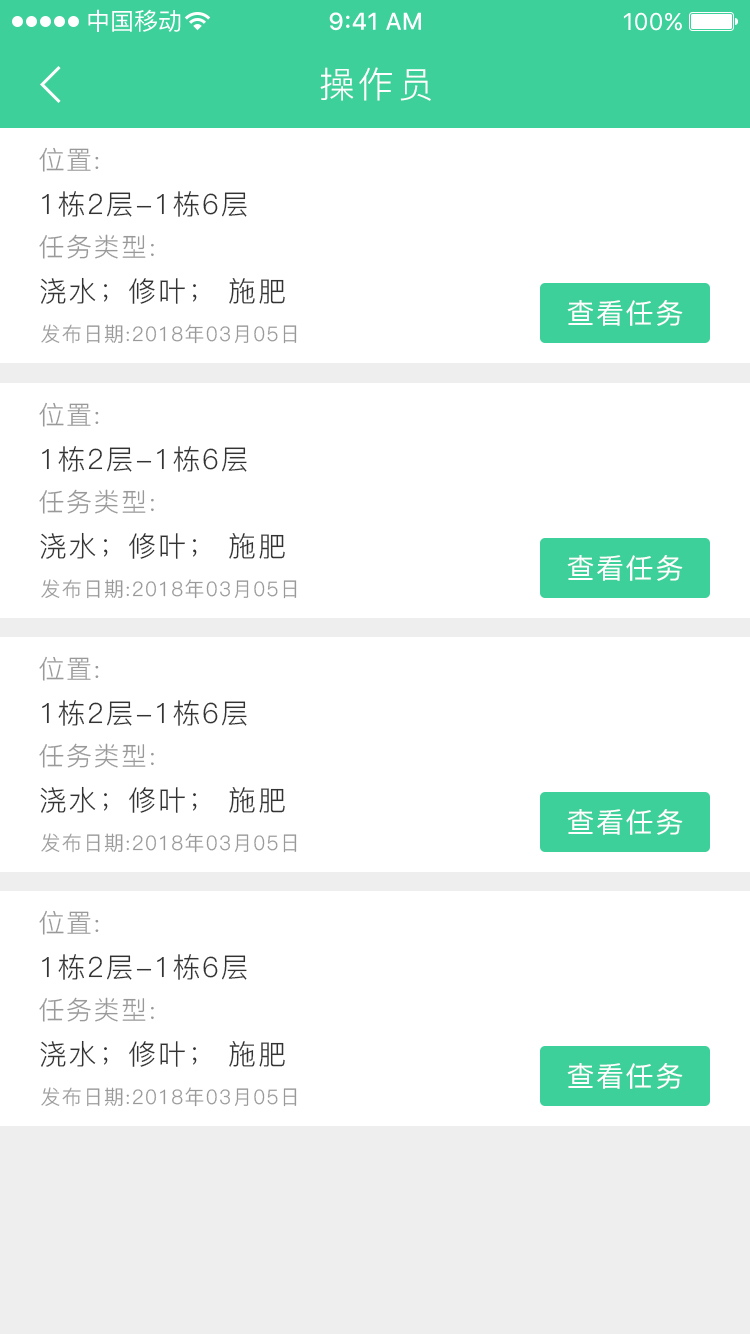 中国移动 9:41 AM 100%
操作员
位置:
1栋2层–1栋6层
任务类型:
浇水；修叶； 施肥
发布日期:2018年03月05日
查看任务
位置:
1栋2层–1栋6层
任务类型:
浇水；修叶； 施肥
发布日期:2018年03月05日
查看任务
位置:
1栋2层–1栋6层
任务类型:
浇水；修叶； 施肥
发布日期:2018年03月05日
查看任务
位置:
1栋2层–1栋6层
任务类型:
浇水；修叶； 施肥
发布日期:2018年03月05日
查看任务